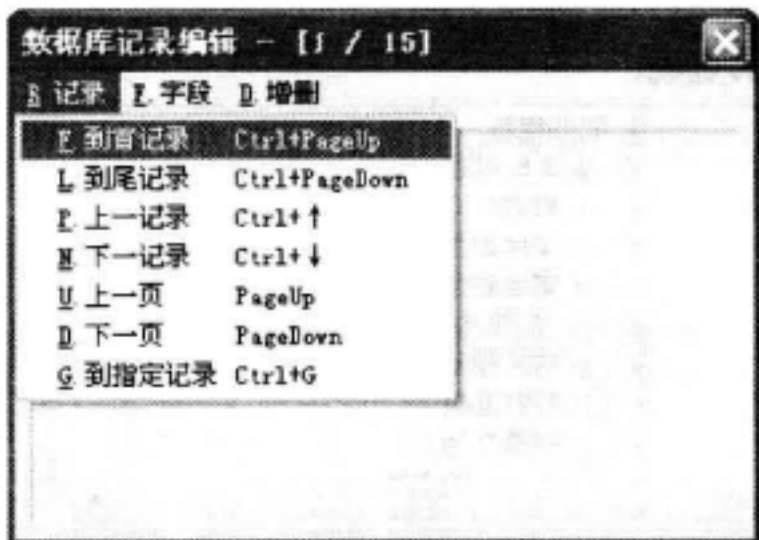 数据库记录编辑 - [1 / 15]
R 记录 F. 字段 D. 增删
F. 到首记录 Ctrl+PageUp
L. 到尾记录 Ctrl+PageDown
P. 上一记录 Ctrl+↑
N. 下一记录 Ctrl+↓
U. 上一页 PageUp
D. 下一页 PageDown
G. 到指定记录 Ctrl+G